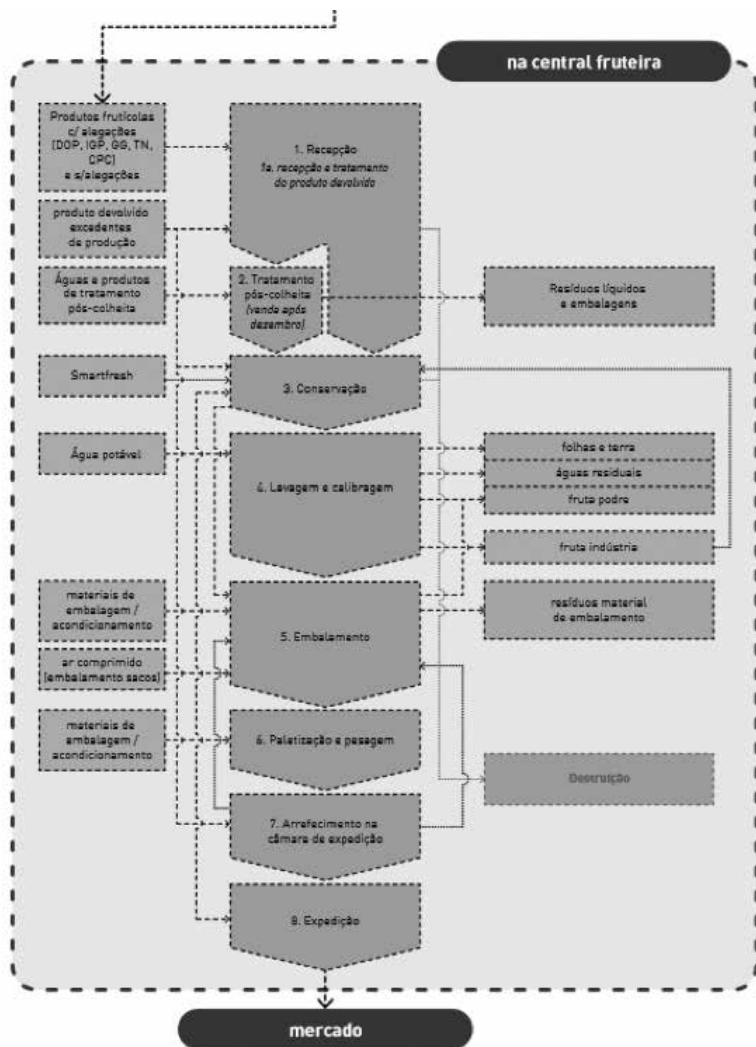 na central fruteira
Produtos frutícolas
c/ alegações
(DOP, IGP, GG, TN,
CPC)
e s/alegações
1. Recepção
1a. recepção e tratamento
do produto devolvido
produto devolvido
excedentes
de produção
Águas e produtos
de tratamento
pós-colheita
2. Tratamento
pós-colheita
(venda após
dezembro)
Resíduos líquidos
e embalagens
Smartfresh
3. Conservação
Água potável
4. Lavagem e calibragem
folhas e terra
águas residuais
fruta podre
fruta indústria
materiais de
embalagem /
acondicionamento
5. Embalamento
resíduos material
de embalamento
ar comprimido
(embalamento sacos)
materiais de
embalagem /
acondicionamento
6. Paletização e pesagem
Destruição
7. Arrefecimento na
câmara de expedição
8. Expedição
mercado